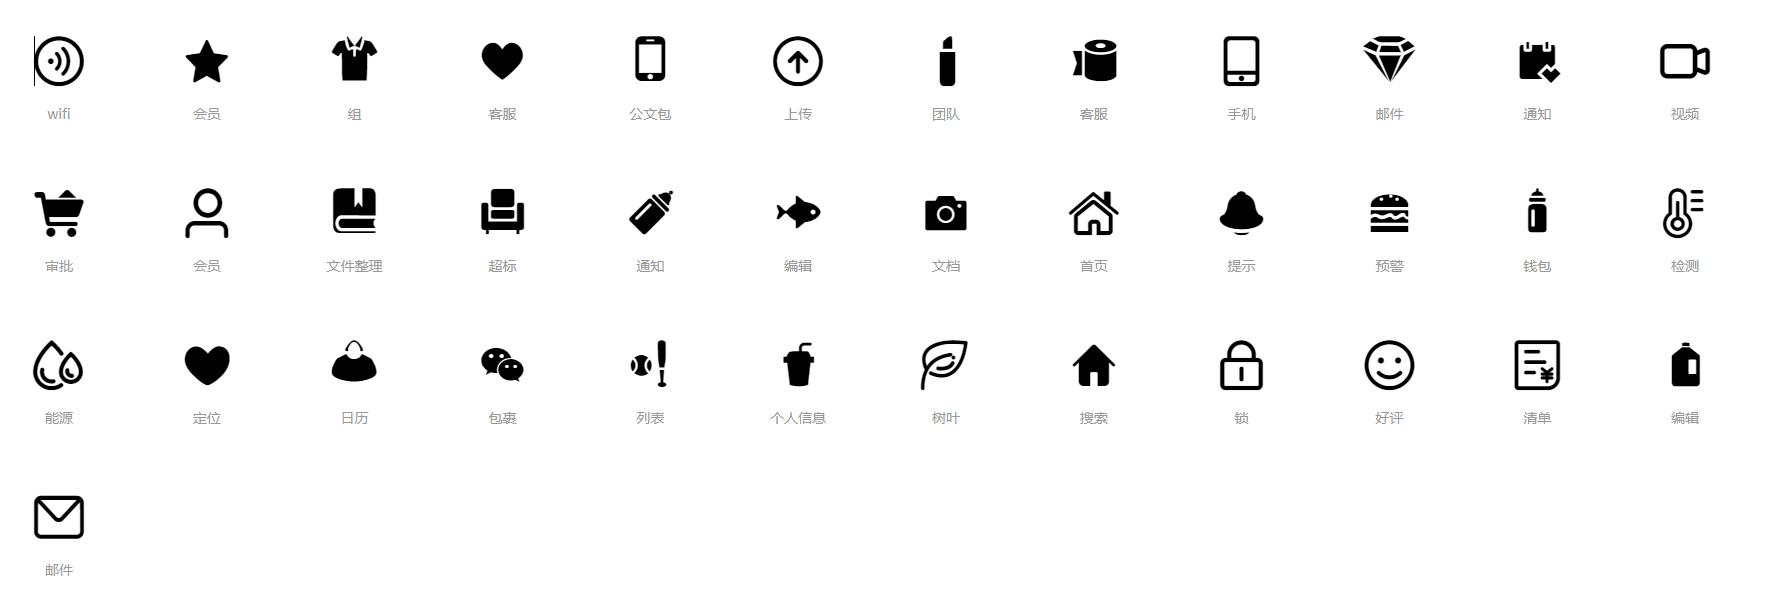 wifi 会员 组 客服 公文包 上传 团队 客服 手机 邮件 通知 视频
审批 会员 文件整理 超标 通知 编辑 文档 首页 提示 预警 钱包 检测
能源 定位 日历 包裹 列表 个人信息 树叶 搜索 锁 好评 清单 编辑
邮件